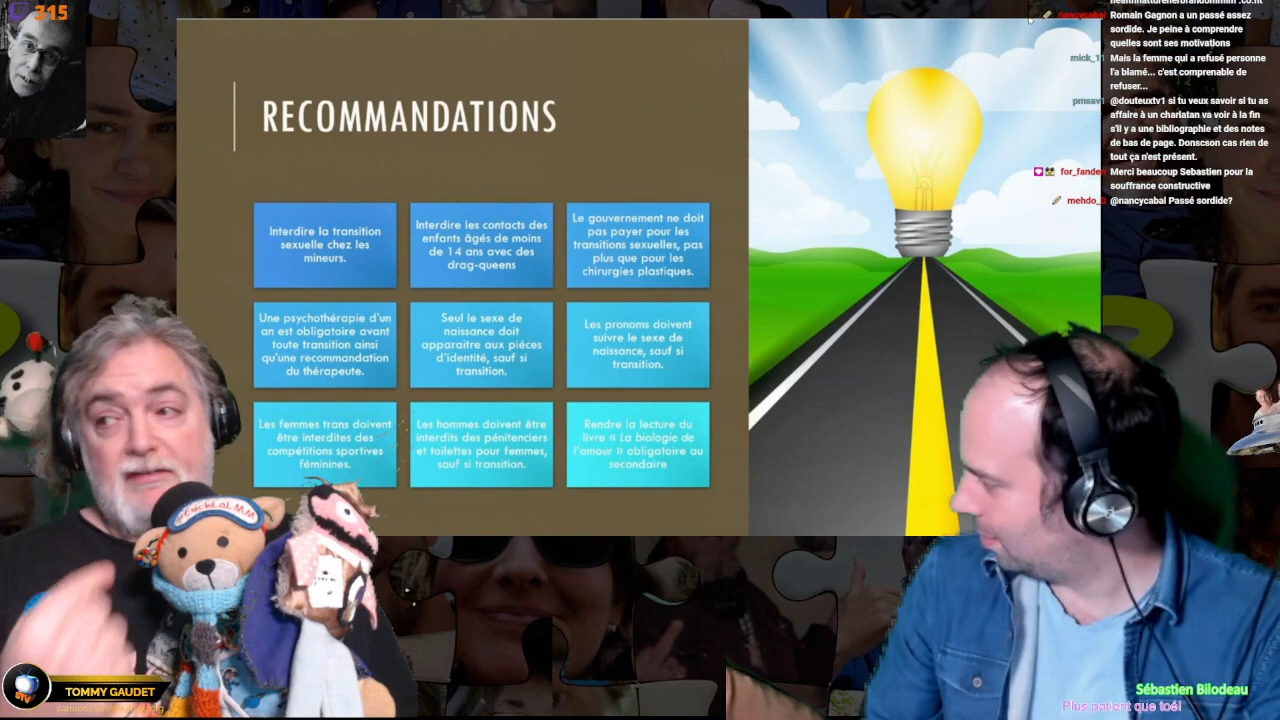 315
RECOMMANDATIONS
Interdire la transition
sexuelle chez les
mineurs.
Interdire les contacts des
enfants âgés de moins
de 14 ans avec des
drag-queens
Le gouvernement ne doit
pas payer pour les
transitions sexuelles, pas
plus que pour les
chirurgies plastiques.
Une psychothérapie d'un
an est obligatoire avant
toute transition ainsi
qu'une recommandation
du thérapeute.
Seul le sexe de
naissance doit
apparaitre aux pièces
d'identité, sauf si
transition.
Les pronoms doivent
suivre le sexe de
naissance, sauf si
transition.
Les femmes trans doivent
être interdites des
compétitions sportives
féminines.
Les hommes doivent être
interdits des pénitenciers
et toilettes pour femmes,
sauf si transition.
Rendre la lecture du
livre « La biologie de
l'amour » obligatoire au
secondaire
nancycabal Romain Gagnon a un passé assez
sordide. Je peine à comprendre
quelles sont ses motivations
mick_1 Mais la femme qui a refusé personne
l'a blamé... c'est comprenable de
refuser...
pmsav @douteuxtv1 si tu veux savoir si tu as
affaire à un charlatan va voir à la fin
s'il y a une bibliographie et des notes
de bas de page. Donscson cas rien de
tout ça n'est présent.
for_fande Merci beaucoup Sebastien pour la
souffrance constructive
mehdo_ @nancycabal Passé sordide?
TOMMY GAUDET
Sébastien Bilodeau
Plus patient que toé!